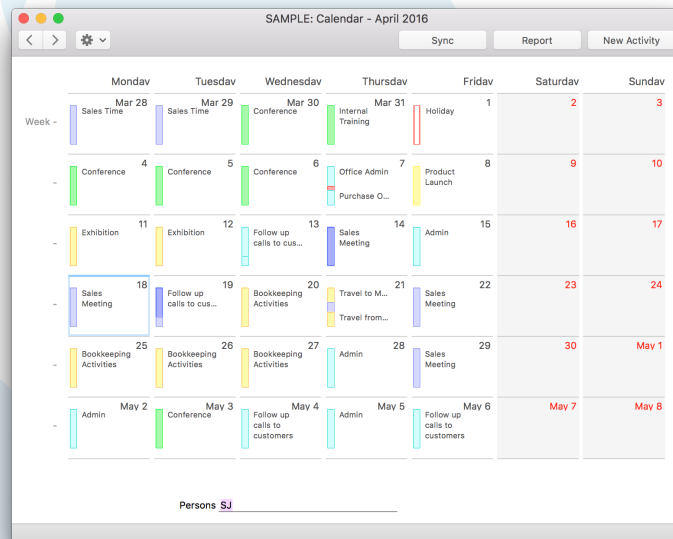 SAMPLE: Calendar - April 2016
Sync Report New Activity
Monday Tuesday Wednesday Thursday Friday Saturday Sunday
Week -
Mar 28 Mar 29 Mar 30 Mar 31 1 2 3
Sales Time Sales Time Conference Internal Holiday
Training
4 5 6 7 8 9 10
Conference Conference Conference Office Admin Product
Launch
Purchase O...
-
11 12 13 14 15 16 17
Exhibition Exhibition Follow up Sales Admin
calls to cus... Meeting
-
18 19 20 21 22 23 24
Sales Follow up Bookkeeping Travel to M... Sales
Meeting calls to cus... Activities Meeting
Travel from...
-
25 26 27 28 29 30 May 1
Bookkeeping Bookkeeping Bookkeeping Admin Sales
Activities Activities Activities Meeting
-
May 2 May 3 May 4 May 5 May 6 May 7 May 8
Admin Conference Follow up Admin Follow up
calls to calls to
customers customers
-
Persons SJ